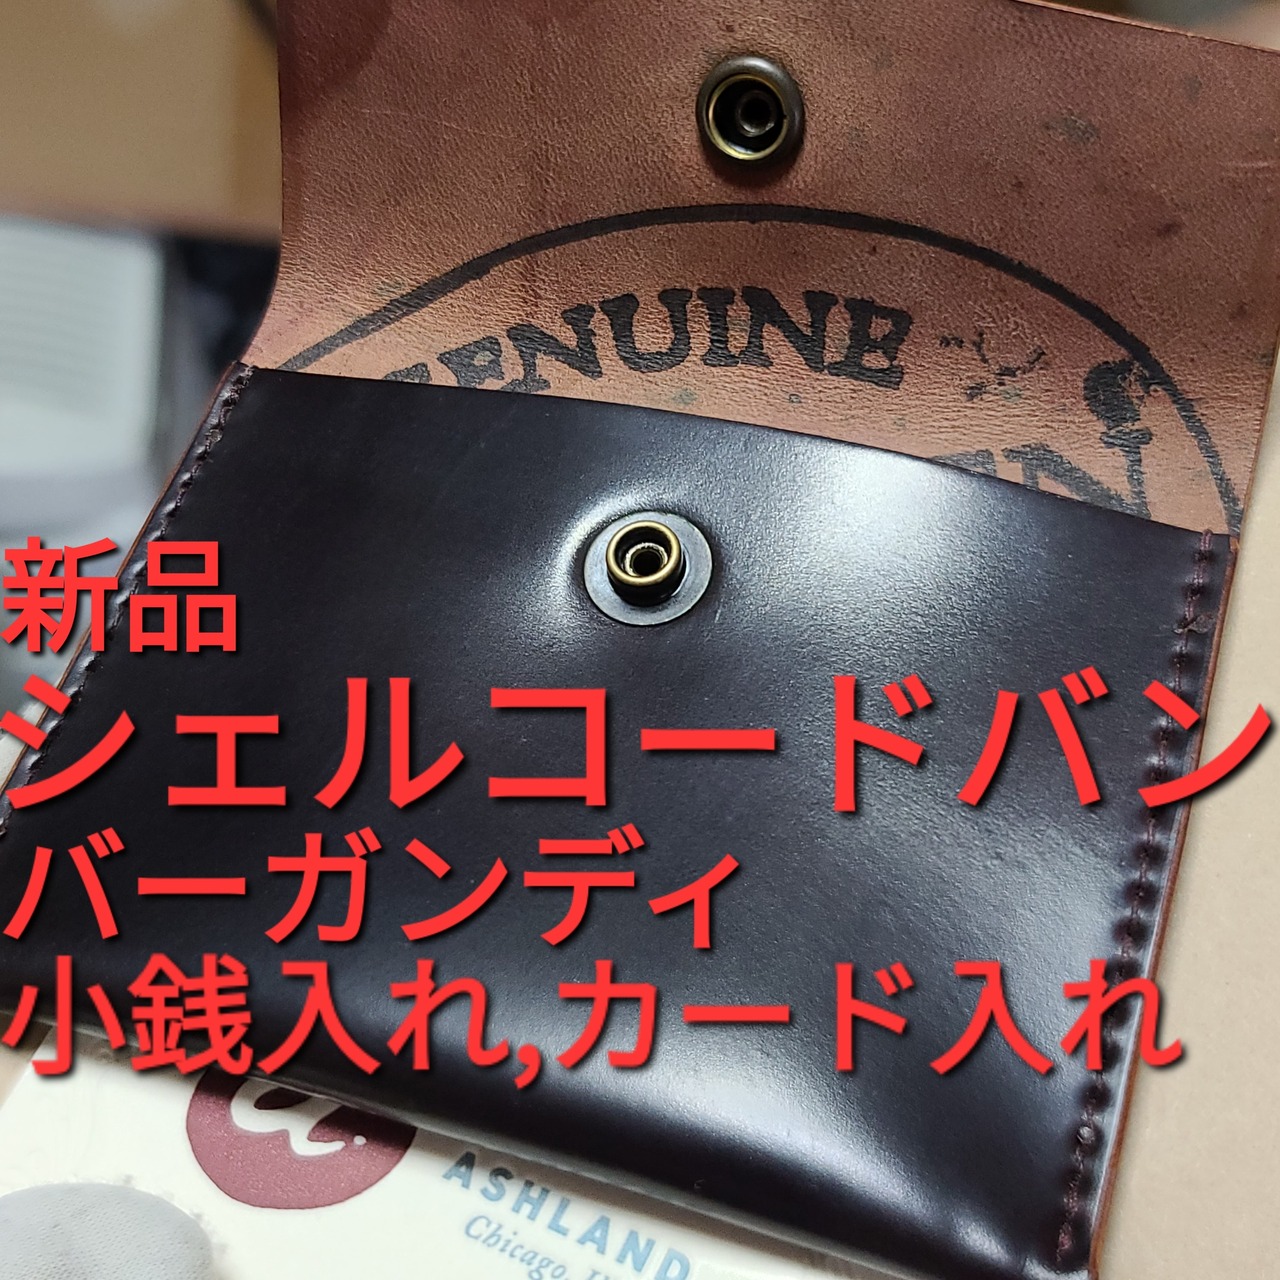 GENUINE
新品
シェルコードバン
バーガンディ
小銭入れ,カード入れ
a.
ASHLAND
Chicago,